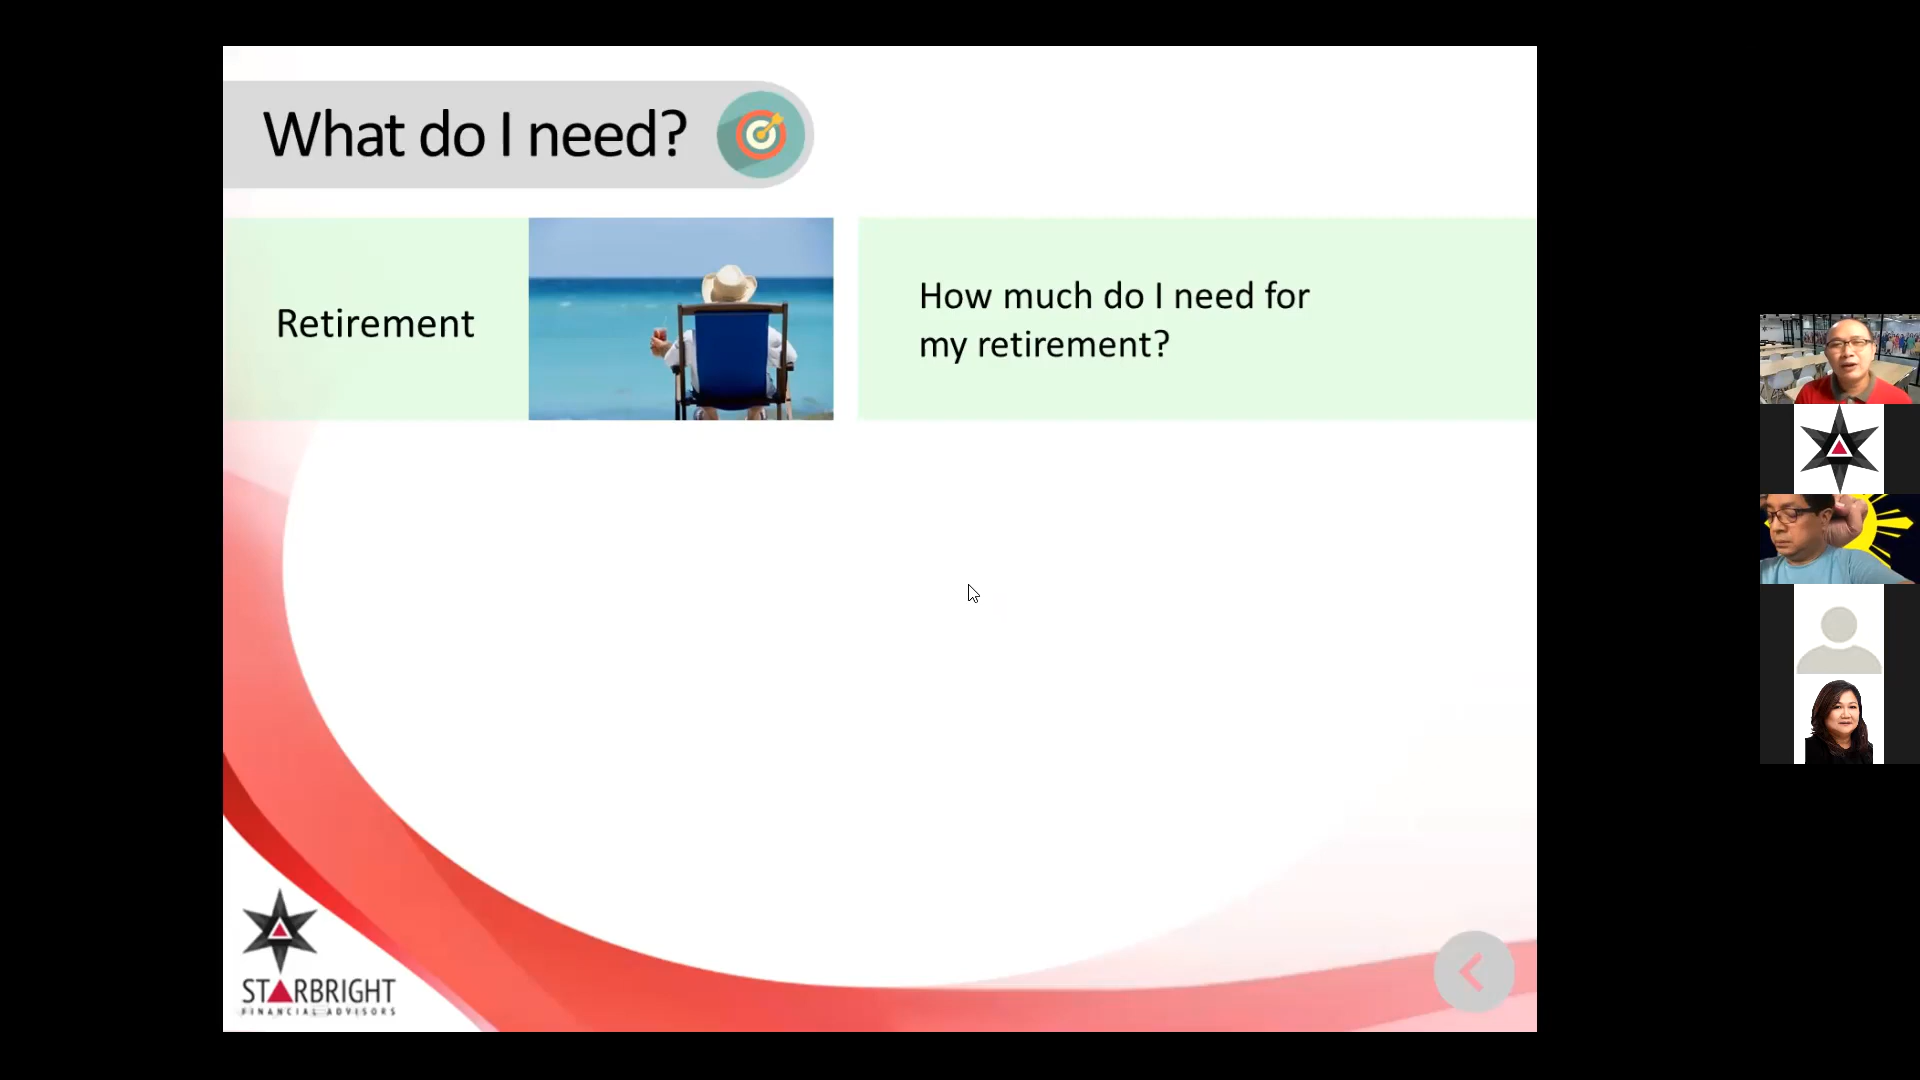 What do I need?
Retirement
How much do I need for
my retirement?
STARBRIGHT
FINANCIAL ADVISORS